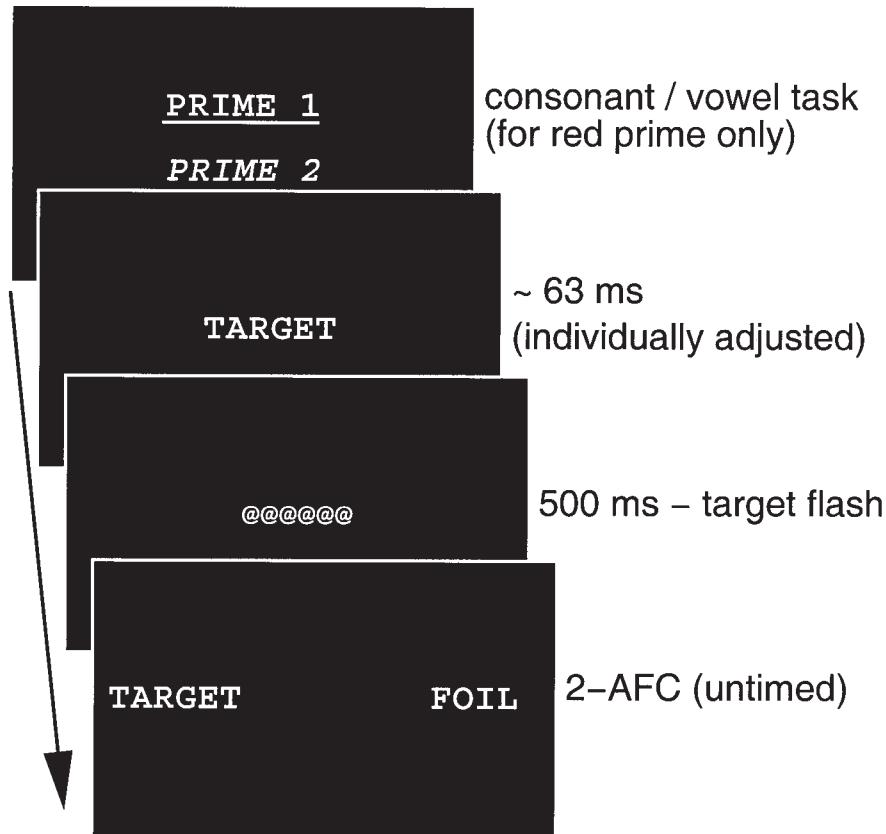 PRIME 1
PRIME 2
consonant / vowel task
(for red prime only)
TARGET
~ 63 ms
(individually adjusted)
@@@@@@
500 ms – target flash
TARGET FOIL
2–AFC (untimed)